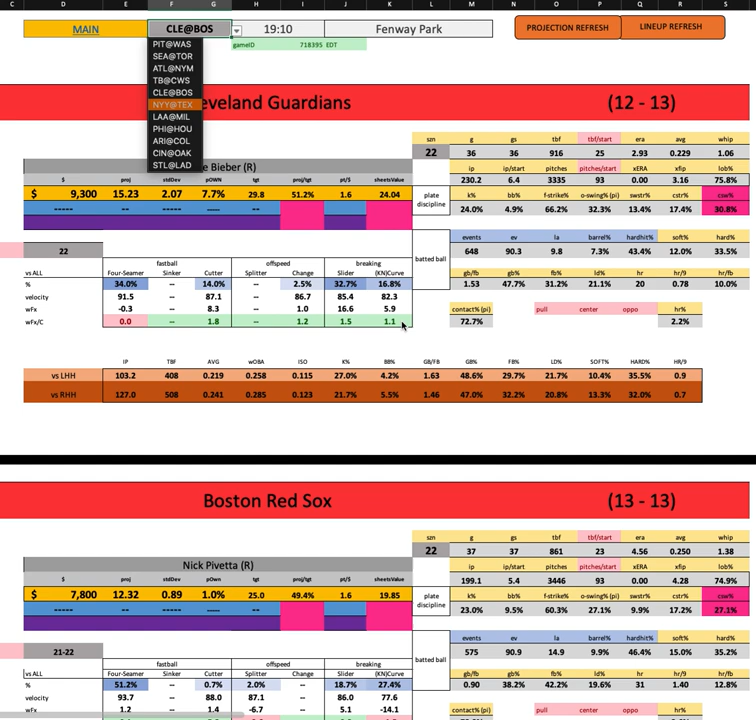 C D E F G H I J K L M N O P Q R S
MAIN CLE@BOS 19:10 Fenway Park PROJECTION REFRESH LINEUP REFRESH
gameID 718395 EDT
PIT@WAS
SEA@TOR
ATL@NYM
TB@CWS
CLE@BOS
NYY@TEX
LAA@MIL
PHI@HOU
ARI@COL
CIN@OAK
STL@LAD
eveland Guardians (12 - 13)
szn g gs tbf tbf/start era avg whip
22 36 36 916 25 2.93 0.229 1.06
e Bieber (R)
ip ip/start pitches pitches/start xERA xfip lob%
230.2 6.4 3335 93 0.00 3.16 75.8%
$ proj stdDev pOWN tgt proj/tgt pt/$ sheetsValue
$ 9,300 15.23 2.07 7.7% 29.8 51.2% 1.6 24.04
----- -- -- ---- --
plate discipline
k% bb% f-strike% o-swing% (pi) swstr% cstr% csw%
24.0% 4.9% 66.2% 32.3% 13.4% 17.4% 30.8%
batted ball
events ev la barrel% hardhit% soft% hard%
648 90.3 9.8 7.3% 43.4% 12.0% 33.5%
gb/fb gb% fb% ld% hr hr/9 hr/fb
1.53 47.7% 31.2% 21.1% 20 0.78 10.0%
contact% (pi) pull center oppo hr%
72.7% 2.2%
22
fastball offspeed breaking
vs ALL Four-Seamer Sinker Cutter Splitter Change Slider (KN)Curve
% 34.0% -- 14.0% -- 2.5% 32.7% 16.8%
velocity 91.5 -- 87.1 -- 86.7 85.4 82.3
wFx -0.3 -- 8.3 -- 1.0 16.6 5.9
wFx/C 0.0 -- 1.8 -- 1.2 1.5 1.1
IP TBF AVG wOBA ISO K% BB% GB/FB GB% FB% LD% SOFT% HARD% HR/9
vs LHH 103.2 408 0.219 0.258 0.115 27.0% 4.2% 1.63 48.6% 29.7% 21.7% 10.4% 35.5% 0.9
vs RHH 127.0 508 0.241 0.285 0.123 21.7% 5.5% 1.46 47.0% 32.2% 20.8% 13.3% 32.0% 0.7
Boston Red Sox (13 - 13)
szn g gs tbf tbf/start era avg whip
22 37 37 861 23 4.56 0.250 1.38
Nick Pivetta (R)
ip ip/start pitches pitches/start xERA xfip lob%
199.1 5.4 3446 93 0.00 4.28 74.9%
$ proj stdDev pOwn tgt proj/tgt pt/$ sheetsValue
$ 7,800 12.32 0.89 1.0% 25.0 49.4% 1.6 19.85
----- -- -- ---- --
plate discipline
k% bb% f-strike% o-swing% (pi) swstr% cstr% csw%
23.0% 9.5% 60.3% 27.1% 9.9% 17.2% 27.1%
batted ball
events ev la barrel% hardhit% soft% hard%
575 90.9 14.9 9.9% 46.4% 15.0% 35.2%
gb/fb gb% fb% ld% hr hr/9 hr/fb
0.90 38.2% 42.2% 19.6% 31 1.40 12.8%
contact% (pi) pull center oppo hr%
21-22
fastball offspeed breaking
vs ALL Four-Seamer Sinker Cutter Splitter Change Slider (KN)Curve
% 51.2% -- 0.7% 2.0% -- 18.7% 27.4%
velocity 93.7 -- 88.0 87.1 -- 86.0 77.6
wFx 1.2 -- 1.4 -6.7 -- 5.1 -14.1